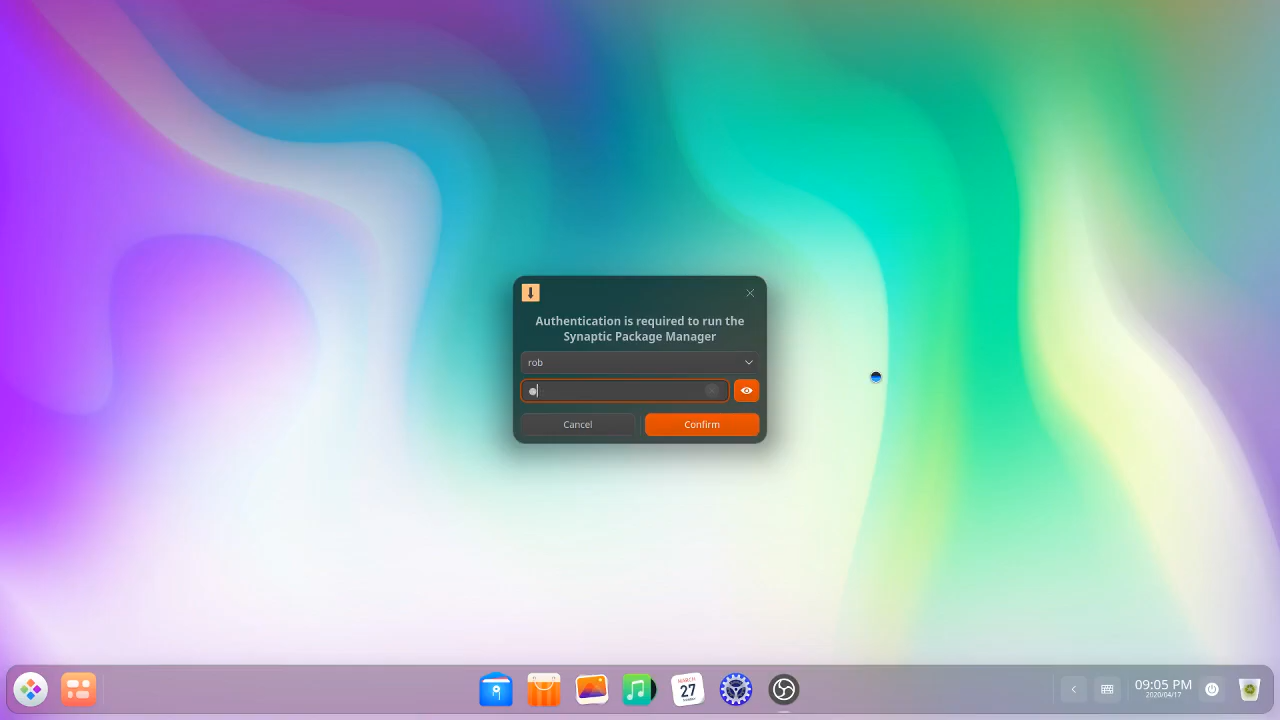 Authentication is required to run the
Synaptic Package Manager
rob
Cancel
Confirm
MARCH
27
09:05 PM
2020/04/17